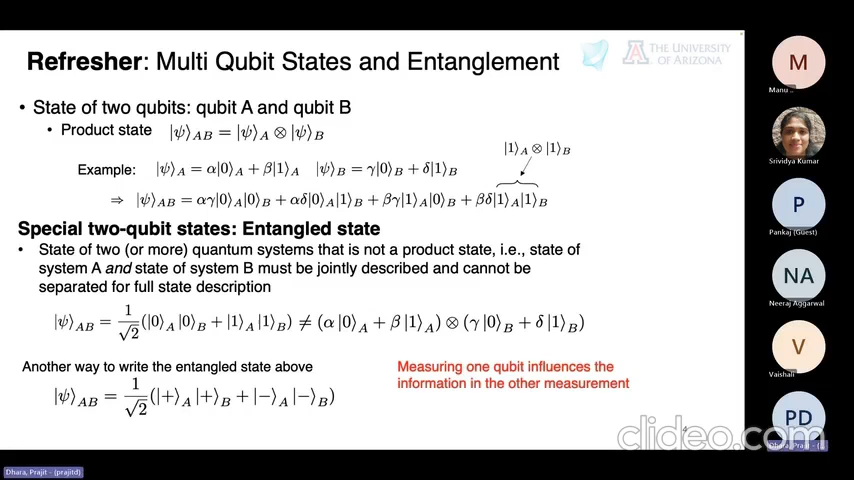 Refresher: Multi Qubit States and Entanglement
THE UNIVERSITY
OF ARIZONA
• State of two qubits: qubit A and qubit B
• Product state |ψ⟩_AB = |ψ⟩_A ⊗ |ψ⟩_B
|1⟩_A ⊗ |1⟩_B
Example: |ψ⟩_A = α|0⟩_A + β|1⟩_A |ψ⟩_B = γ|0⟩_B + δ|1⟩_B
⇒ |ψ⟩_AB = αγ|0⟩_A|0⟩_B + αδ|0⟩_A|1⟩_B + βγ|1⟩_A|0⟩_B + βδ|1⟩_A|1⟩_B
Special two-qubit states: Entangled state
• State of two (or more) quantum systems that is not a product state, i.e., state of
system A and state of system B must be jointly described and cannot be
separated for full state description
|ψ⟩_AB = 1/√2 (|0⟩_A |0⟩_B + |1⟩_A |1⟩_B) ≠ (α |0⟩_A + β |1⟩_A) ⊗ (γ |0⟩_B + δ |1⟩_B)
Another way to write the entangled state above
|ψ⟩_AB = 1/√2 (|+⟩_A |+⟩_B + |−⟩_A |−⟩_B)
Measuring one qubit influences the
information in the other measurement
4
clideo.com
Dhara, Prajit - (prajitd)
M
Manu ..
Srividya Kumar
P
Pankaj (Guest)
NA
Neeraj Aggarwal
V
Vaishali
PD
Dhara, Prajit - (...